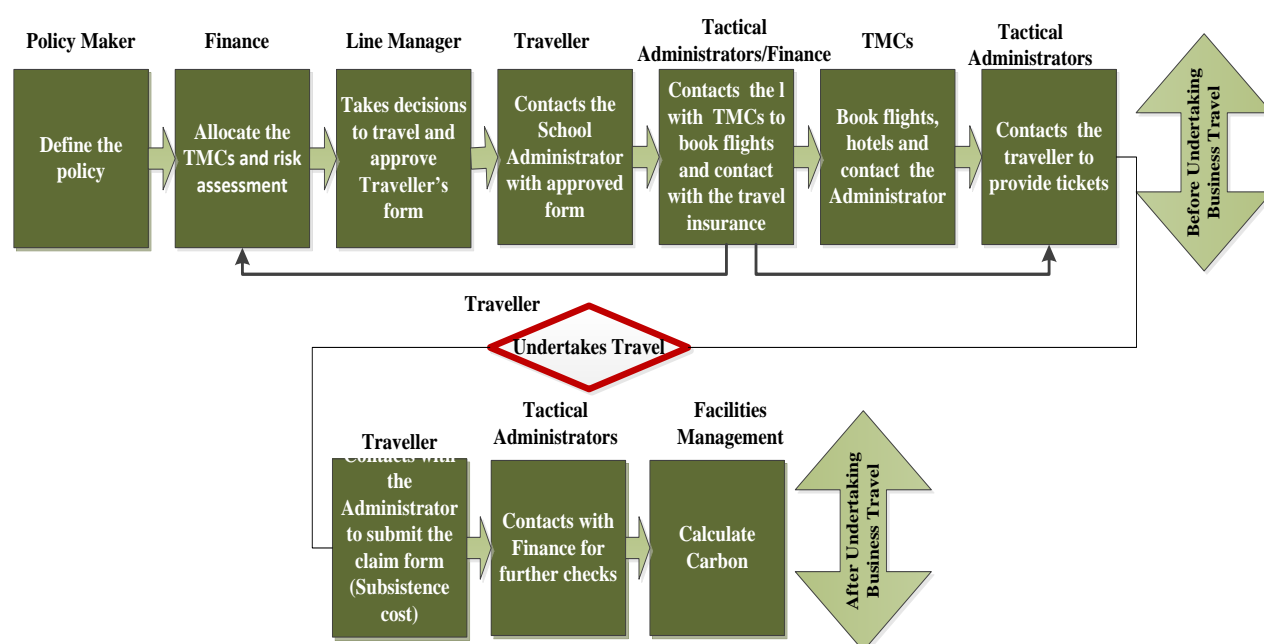 Policy Maker
Finance
Line Manager
Traveller
Tactical
Administrators/Finance
TMCs
Tactical
Administrators
Define the
policy
Allocate the
TMCs and risk
assessment
Takes decisions
to travel and
approve
Traveller's
form
Contacts the
School
Administrator
with approved
form
Contacts the l
with TMCs to
book flights
and contact
with the travel
insurance
Book flights,
hotels and
contact the
Administrator
Contacts the
traveller to
provide tickets
Before Undertaking
Business Travel
Traveller
Undertakes Travel
Traveller
Contacts with
the
Administrator
to submit the
claim form
(Subsistence
cost)
Tactical
Administrators
Contacts with
Finance for
further checks
Facilities
Management
Calculate
Carbon
After Undertaking
Business Travel